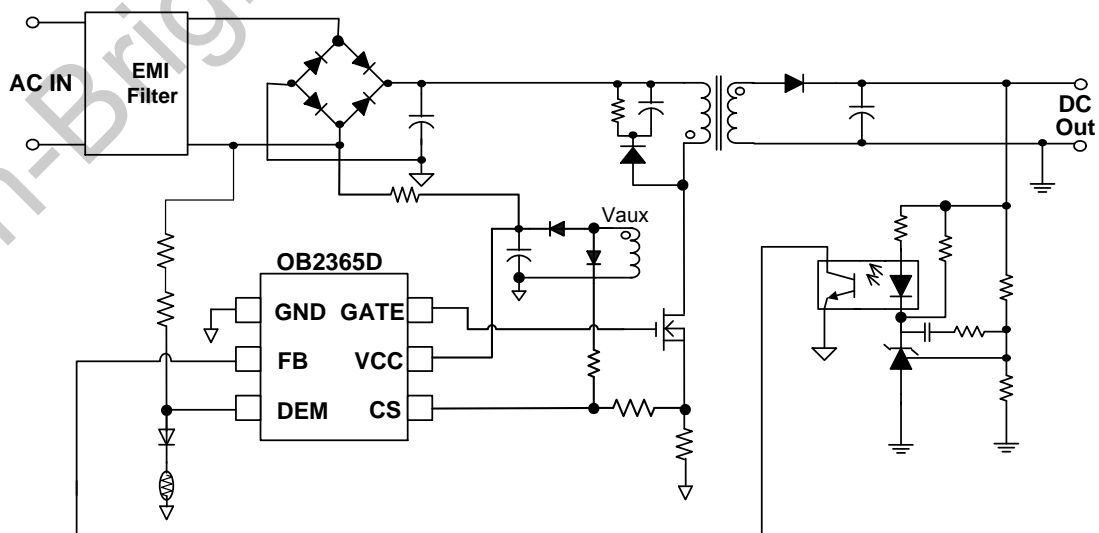 AC IN
EMI
Filter
DC
Out
Vaux
OB2365D
GND GATE
FB VCC
DEM CS